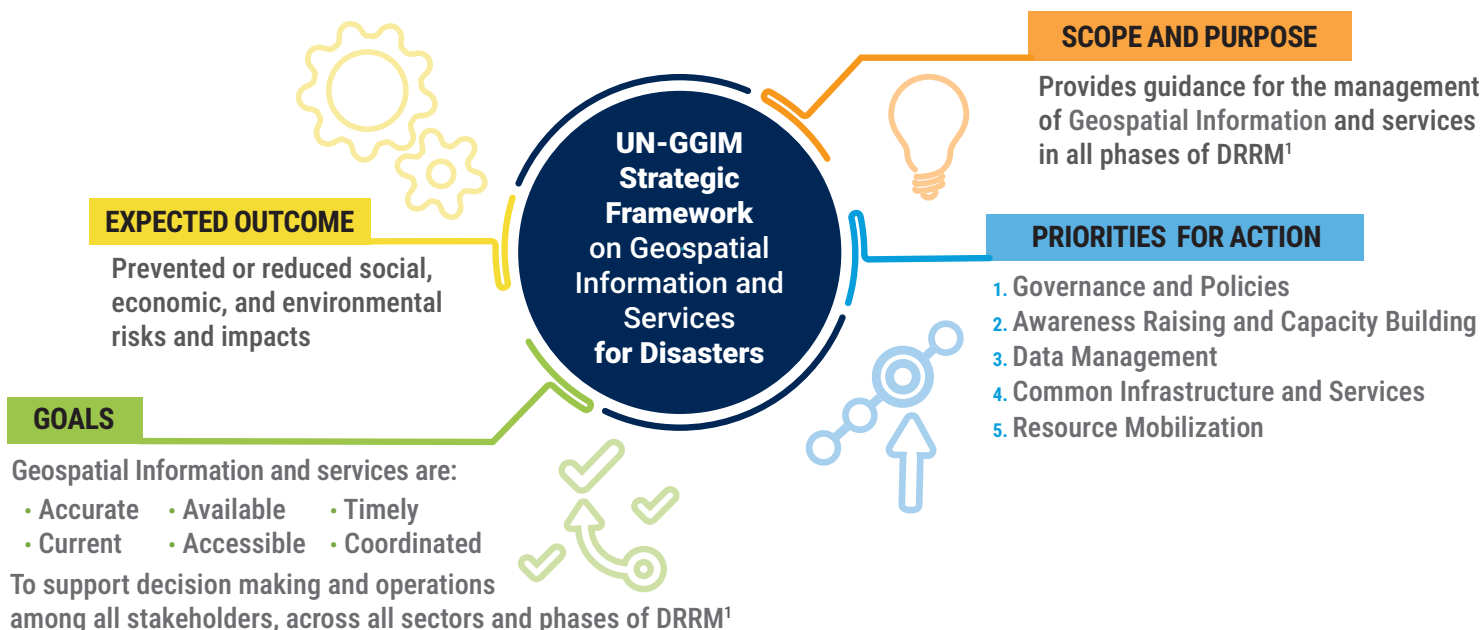 UN-GGIM
Strategic
Framework
on Geospatial
Information and
Services
for Disasters
SCOPE AND PURPOSE
Provides guidance for the management
of Geospatial Information and services
in all phases of DRRM¹
EXPECTED OUTCOME
Prevented or reduced social,
economic, and environmental
risks and impacts
PRIORITIES FOR ACTION
1. Governance and Policies
2. Awareness Raising and Capacity Building
3. Data Management
4. Common Infrastructure and Services
5. Resource Mobilization
GOALS
Geospatial Information and services are:
· Accurate · Available · Timely
· Current · Accessible · Coordinated
To support decision making and operations
among all stakeholders, across all sectors and phases of DRRM¹